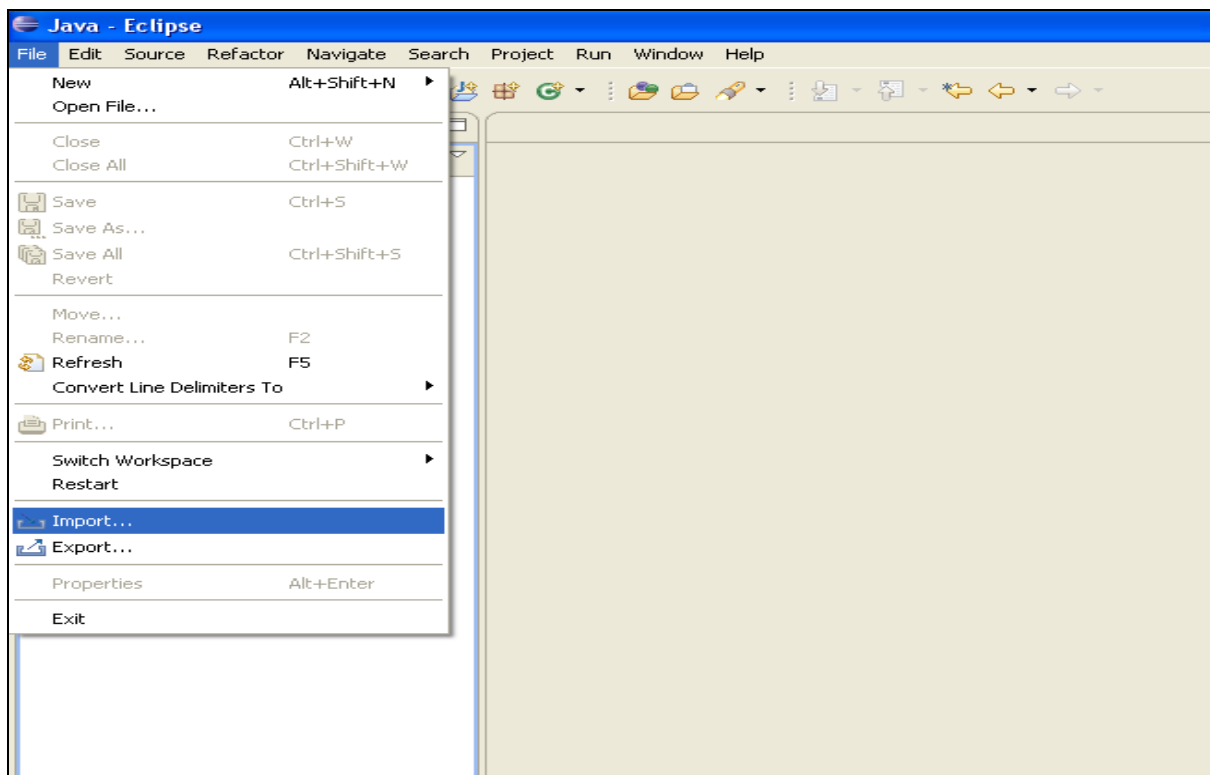 Java - Eclipse
File Edit Source Refactor Navigate Search Project Run Window Help
New Alt+Shift+N
Open File...
Close Ctrl+W
Close All Ctrl+Shift+W
Save Ctrl+S
Save As...
Save All Ctrl+Shift+S
Revert
Move...
Rename... F2
Refresh F5
Convert Line Delimiters To
Print... Ctrl+P
Switch Workspace
Restart
Import...
Export...
Properties Alt+Enter
Exit